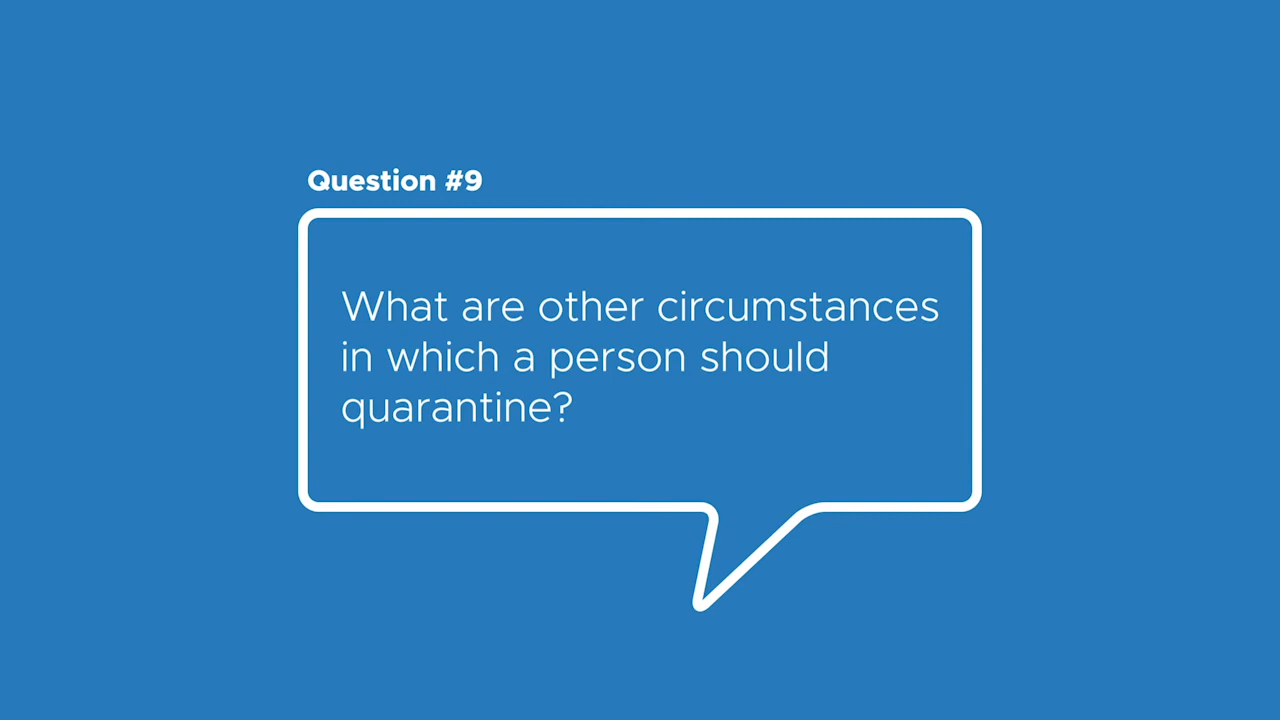 Question #9
What are other circumstances
in which a person should
quarantine?